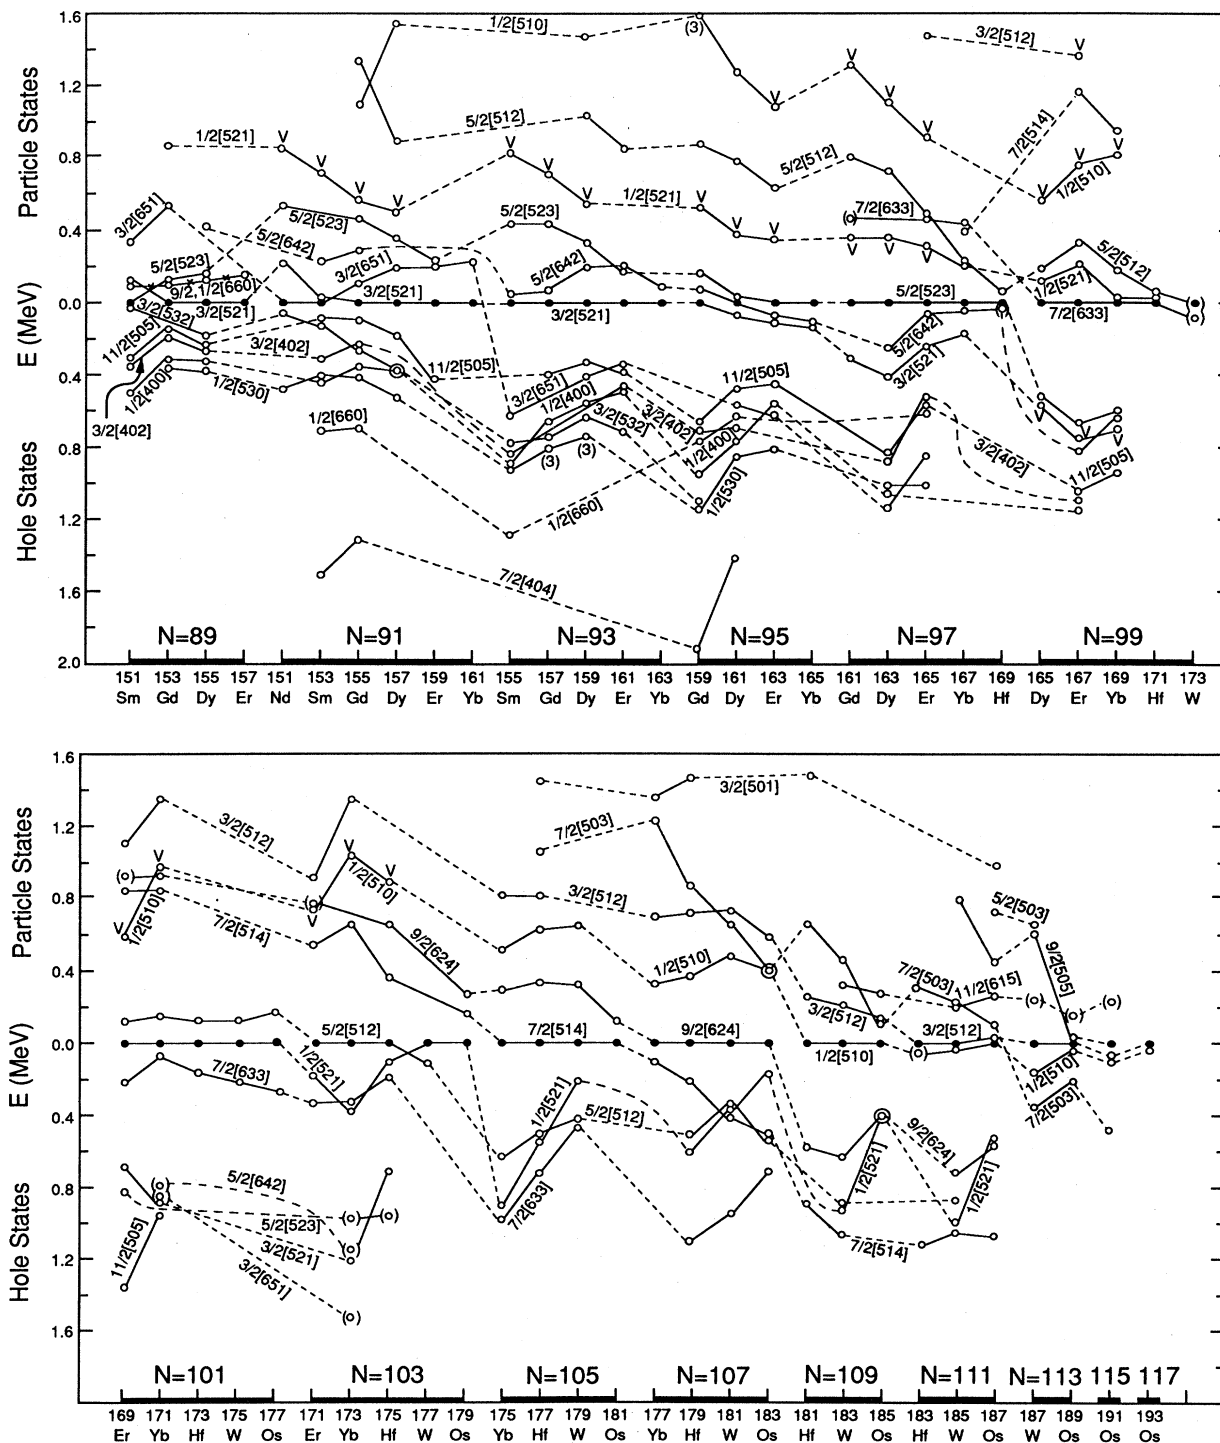 1.6
1.2
0.8
0.4
0.0
0.4
0.8
1.2
1.6
2.0
Particle States
E (MeV)
Hole States
1/2[510]
(3)
3/2[512]
V
5/2[512]
1/2[521]
V
V
V
V
V
V
V
V
V
V
V
V
V
V
7/2[514]
V
V
5/2[512]
1/2[510]
1/2[521]
V
3/2[651]
5/2[523]
5/2[523]
7/2[633]
V
V
V
5/2[642]
5/2[523]
3/2[651]
5/2[642]
5/2[512]
9/2,1/2[660]
3/2[521]
5/2[523]
1/2[521]
3/2[532]
3/2[521]
3/2[521]
7/2[633]
11/2[505]
3/2[402]
5/2[642]
3/2[521]
11/2[505]
11/2[505]
1/2[400]
1/2[530]
3/2[651]
1/2[400]
V
3/2[402]
1/2[660]
3/2[532]
3/2[402]
1/2[400]
V
V
3/2[402]
(3)
(3)
11/2[505]
1/2[530]
1/2[660]
7/2[404]
N=89
N=91
N=93
N=95
N=97
N=99
151 153 155 157 151 153 155 157 159 161 155 157 159 161 163 159 161 163 161 163 165 167 169 165 167 169 171 173
Sm Gd Dy Er Nd Sm Gd Dy Er Yb Sm Gd Dy Er Yb Gd Dy Er Gd Dy Er Yb Hf Dy Er Yb Hf W
1.6
1.2
0.8
0.4
0.0
0.4
0.8
1.2
1.6
Particle States
E (MeV)
Hole States
3/2[501]
7/2[503]
3/2[512]
V
V
1/2[510]
V
3/2[512]
5/2[503]
V
1/2[510]
V
7/2[514]
9/2[624]
1/2[510]
9/2[505]
7/2[503]
11/2[615]
3/2[512]
5/2[512]
7/2[514]
9/2[624]
3/2[512]
1/2[510]
1/2[521]
7/2[633]
1/2[510]
7/2[503]
1/2[521]
5/2[512]
9/2[624]
1/2[521]
1/2[521]
5/2[642]
7/2[633]
5/2[523]
11/2[505]
3/2[521]
3/2[651]
7/2[514]
N=101
N=103
N=105
N=107
N=109
N=111
N=113
115
117
169 171 173 175 177 171 173 175 177 179 175 177 179 181 177 179 181 183 181 183 185 183 185 187 187 189 191 193
Er Yb Hf W Os Er Yb Hf W Os Yb Hf W Os Yb Hf W Os Hf W Os Hf W Os W Os Os Os